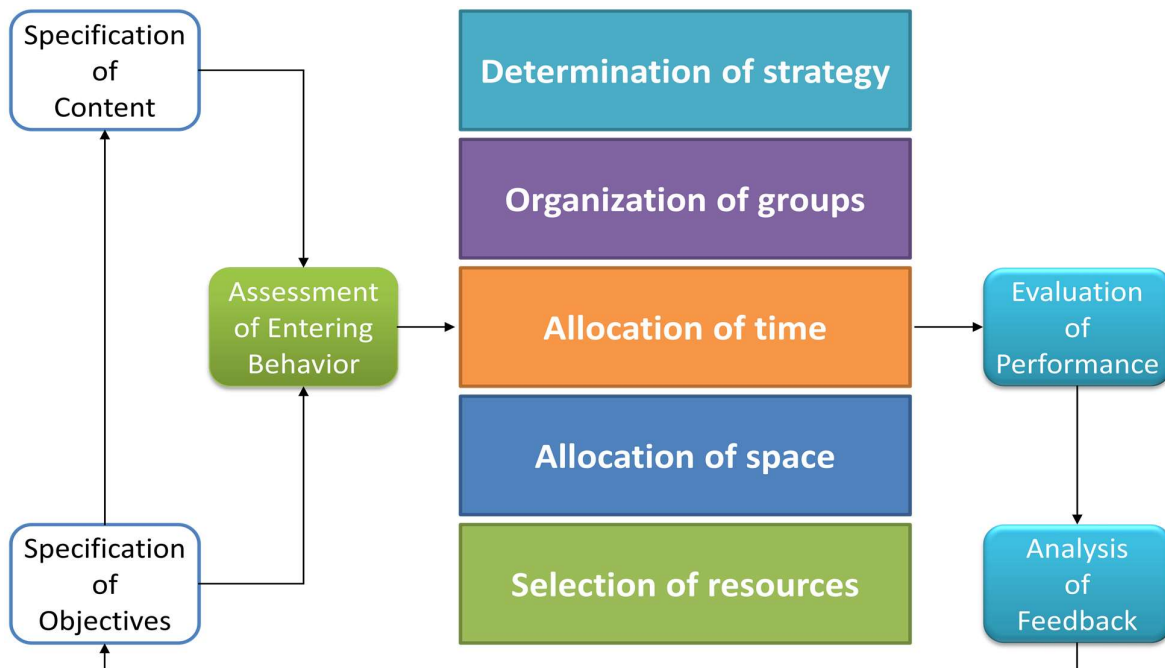 Specification
of
Content
Determination of strategy
Organization of groups
Assessment
of Entering
Behavior
Allocation of time
Evaluation
of
Performance
Allocation of space
Specification
of
Objectives
Selection of resources
Analysis
of
Feedback